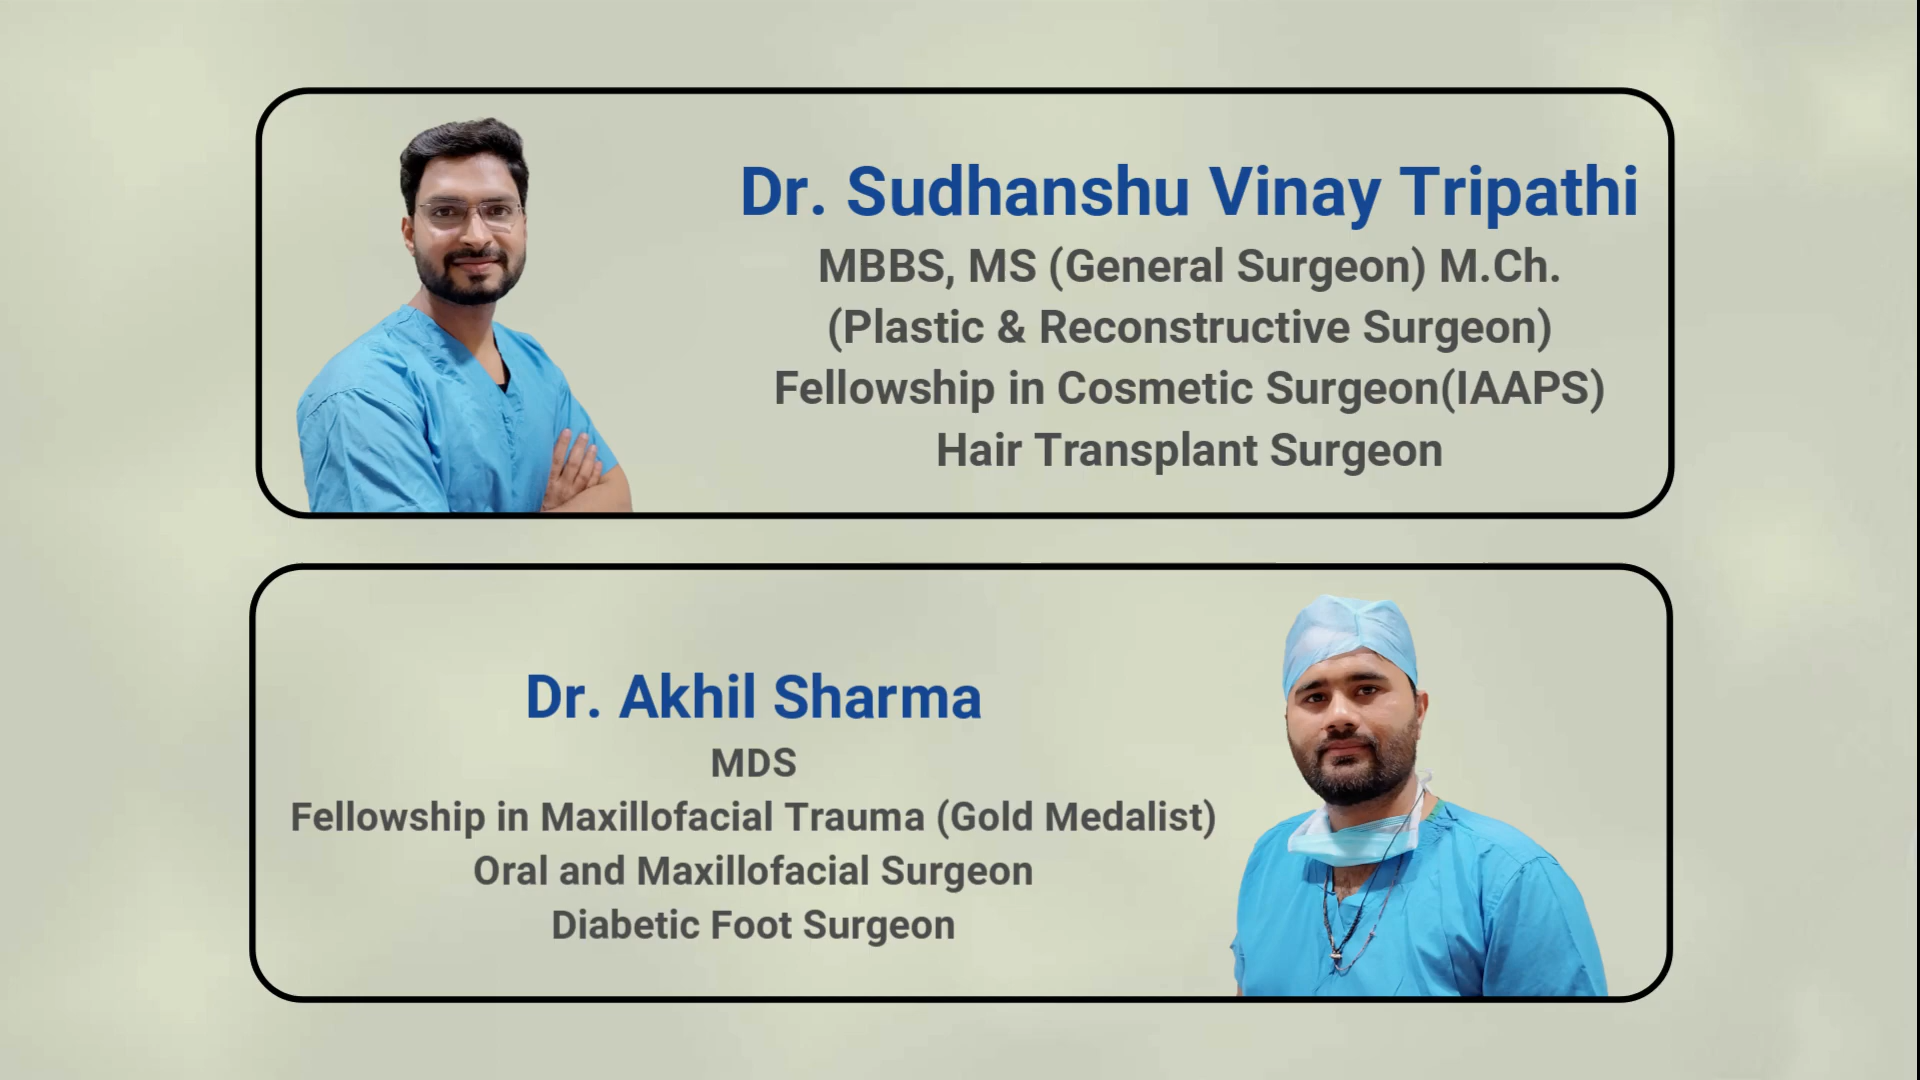 Dr. Sudhanshu Vinay Tripathi
MBBS, MS (General Surgeon) M.Ch.
(Plastic & Reconstructive Surgeon)
Fellowship in Cosmetic Surgeon(IAAPS)
Hair Transplant Surgeon
Dr. Akhil Sharma
MDS
Fellowship in Maxillofacial Trauma (Gold Medalist)
Oral and Maxillofacial Surgeon
Diabetic Foot Surgeon